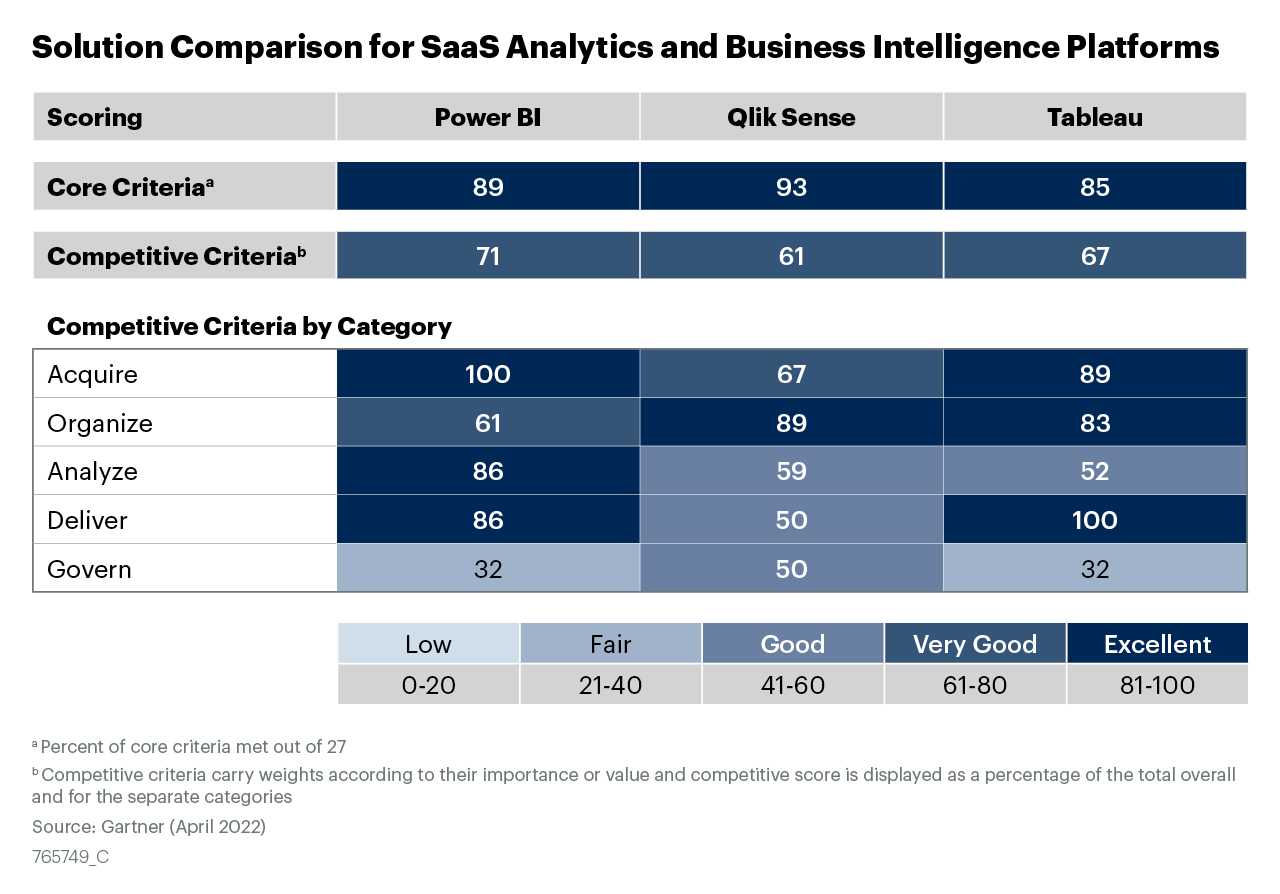 Solution Comparison for SaaS Analytics and Business Intelligence Platforms
Scoring Power BI Qlik Sense Tableau
Core Criteriaᵃ 89 93 85
Competitive Criteriaᵇ 71 61 67
Competitive Criteria by Category
Acquire 100 67 89
Organize 61 89 83
Analyze 86 59 52
Deliver 86 50 100
Govern 32 50 32
Low Fair Good Very Good Excellent
0-20 21-40 41-60 61-80 81-100
ᵃ Percent of core criteria met out of 27
ᵇ Competitive criteria carry weights according to their importance or value and competitive score is displayed as a percentage of the total overall
and for the separate categories
Source: Gartner (April 2022)
765749_C